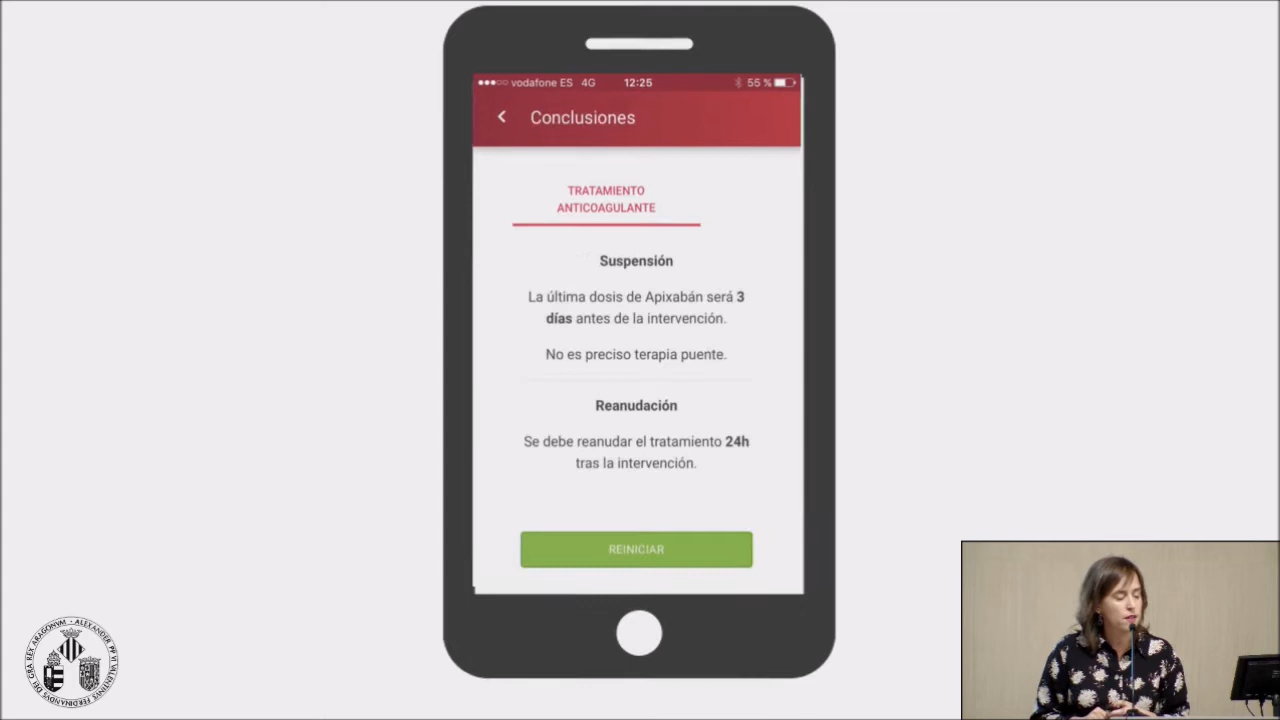 vodafone ES 4G 12:25 55 %
Conclusiones
TRATAMIENTO
ANTICOAGULANTE
Suspensión
La última dosis de Apixabán será 3
días antes de la intervención.
No es preciso terapia puente.
Reanudación
Se debe reanudar el tratamiento 24h
tras la intervención.
REINICIAR